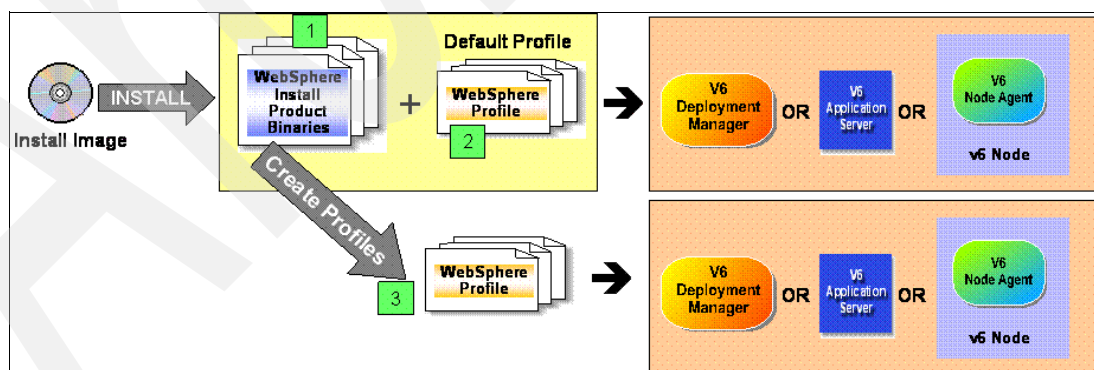 1
Default Profile
WebSphere
Install
Product
Binaries
INSTALL
Install Image
+
WebSphere
Profile
2
V6
Deployment
Manager
OR
V6
Application
Server
OR
V6
Node Agent
v6 Node
Create Profiles
3
WebSphere
Profile
V6
Deployment
Manager
OR
V6
Application
Server
OR
V6
Node Agent
v6 Node